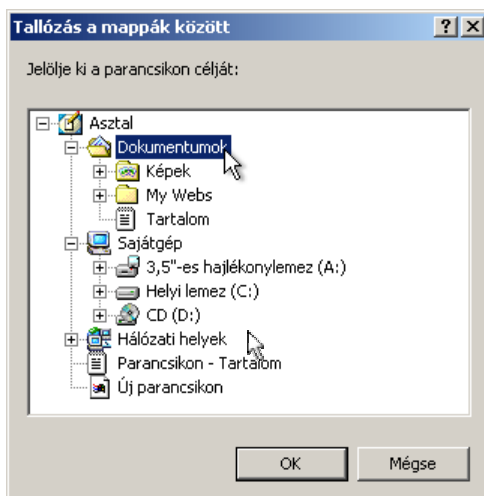 Tallózás a mappák között
Jelölje ki a parancsikon célját:
Asztal
Dokumentumok
Képek
My Webs
Tartalom
Sajátgép
3,5"-es hajlékonylemez (A:)
Helyi lemez (C:)
CD (D:)
Hálózati helyek
Parancsikon - Tartalom
Új parancsikon
OK Mégse